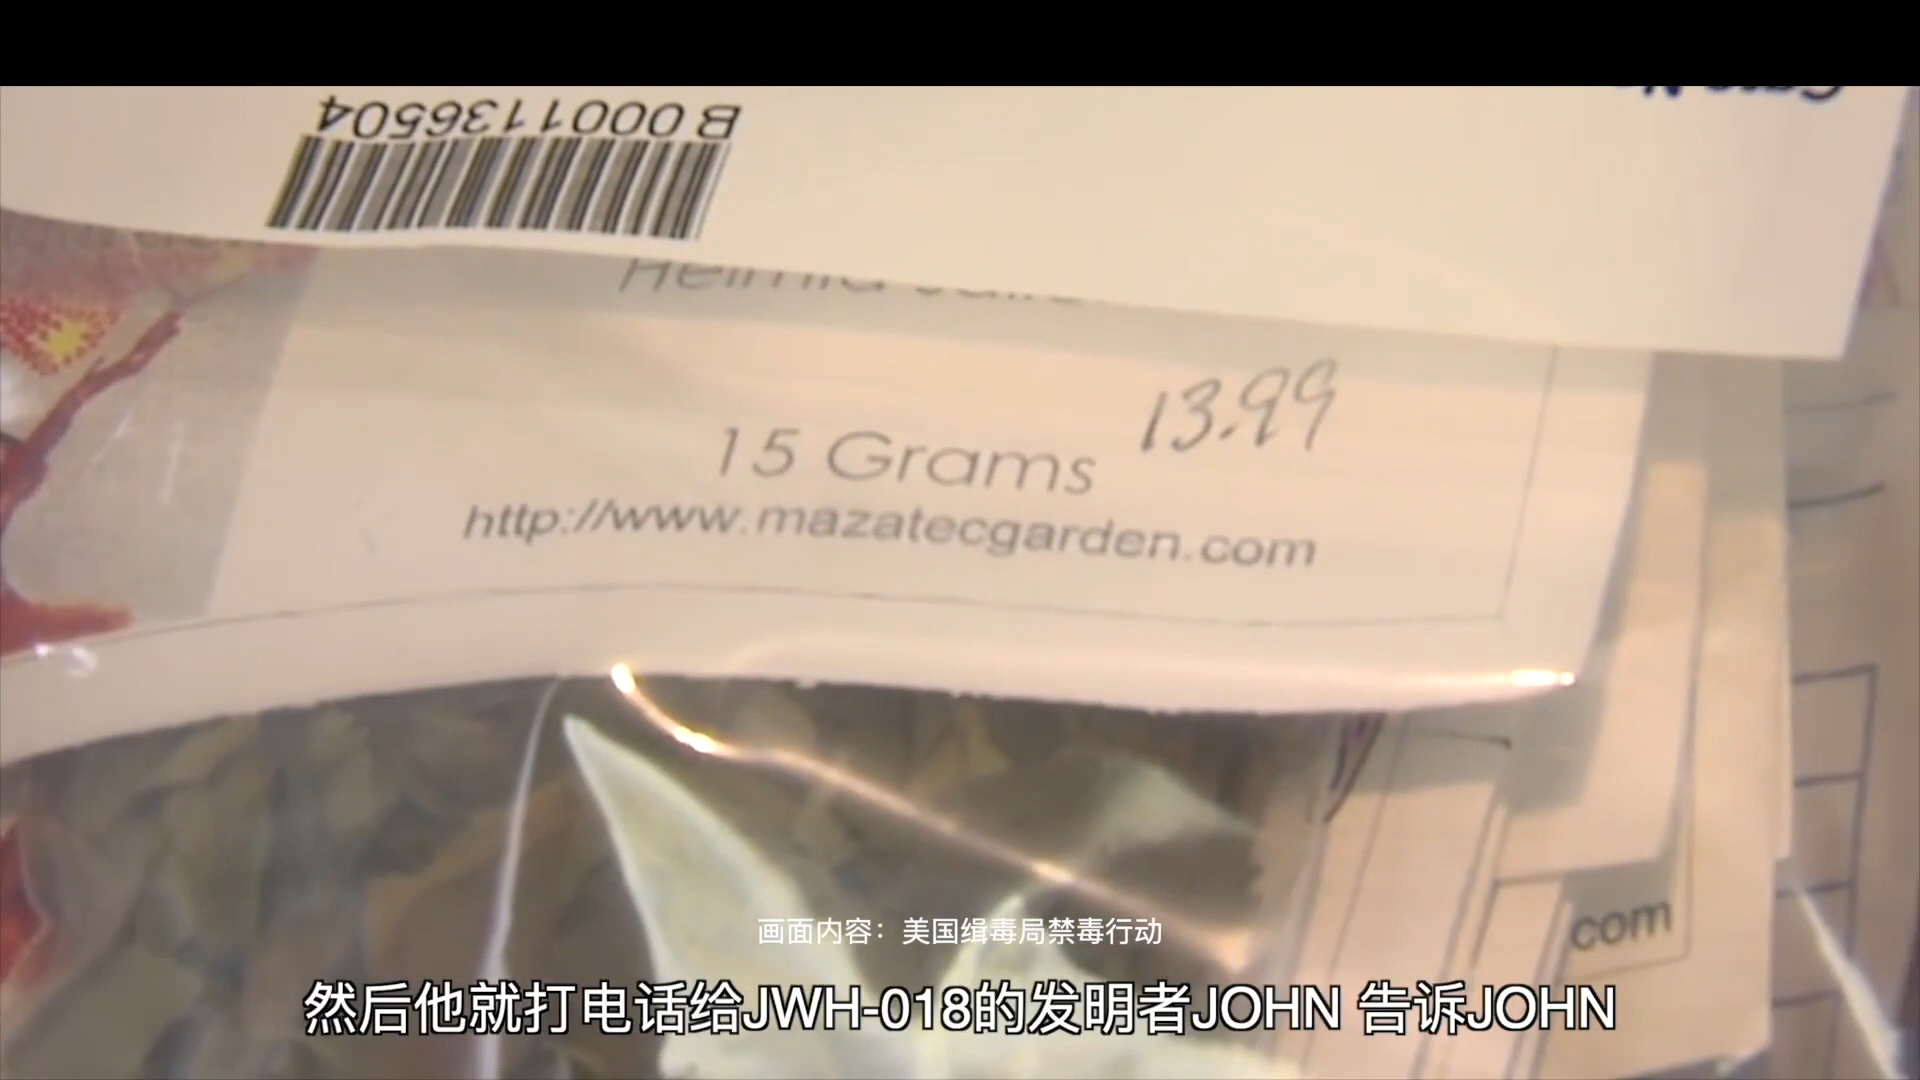 B 0001136504
15 Grams
13.99
http://www.mazatecgarden.com
com
画面内容：美国缉毒局禁毒行动
然后他就打电话给JWH-018的发明者JOHN 告诉JOHN